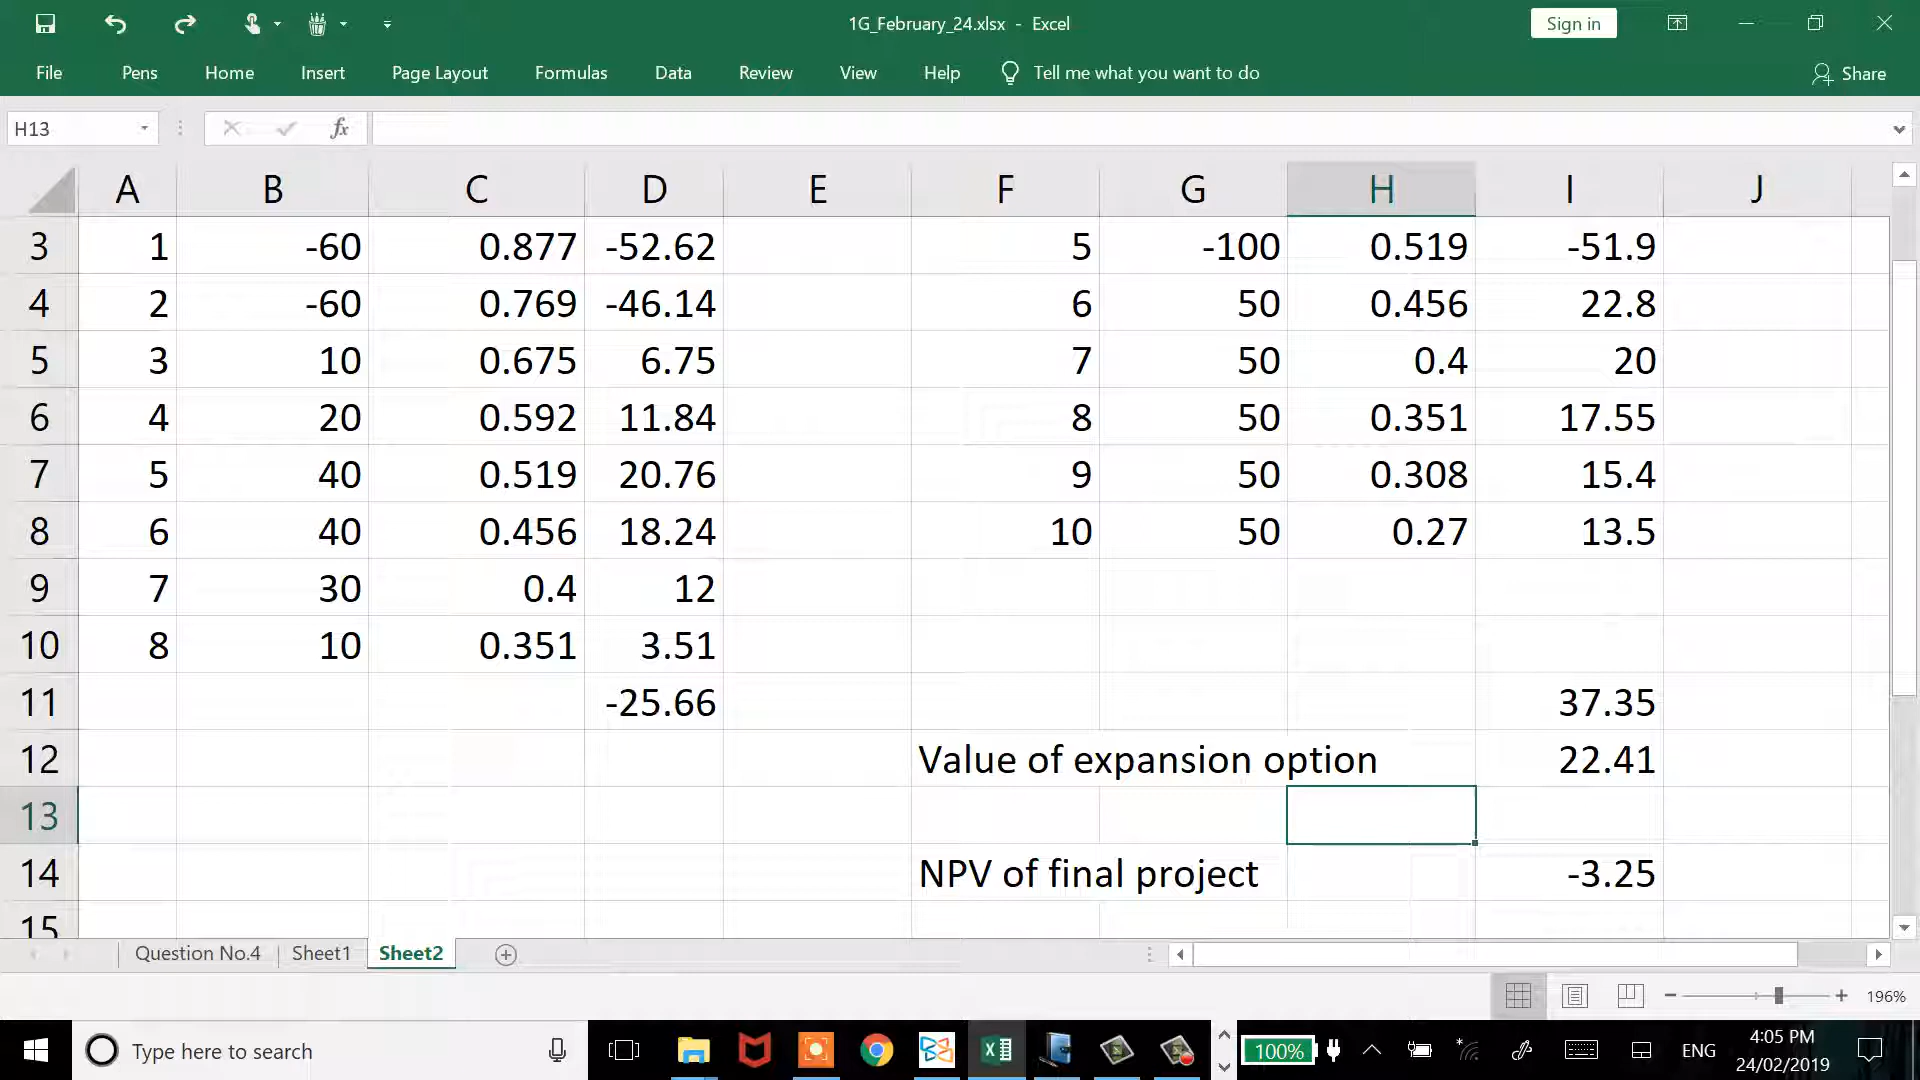 1G_February_24.xlsx - Excel
Sign in
File Pens Home Insert Page Layout Formulas Data Review View Help Tell me what you want to do Share
H13 fx
A B C D E F G H I J
3 1 -60 0.877 -52.62 5 -100 0.519 -51.9
4 2 -60 0.769 -46.14 6 50 0.456 22.8
5 3 10 0.675 6.75 7 50 0.4 20
6 4 20 0.592 11.84 8 50 0.351 17.55
7 5 40 0.519 20.76 9 50 0.308 15.4
8 6 40 0.456 18.24 10 50 0.27 13.5
9 7 30 0.4 12
10 8 10 0.351 3.51
11 -25.66 37.35
12 Value of expansion option 22.41
13
14 NPV of final project -3.25
15
Question No.4 Sheet1 Sheet2
196%
Type here to search
100% ENG 4:05 PM
24/02/2019